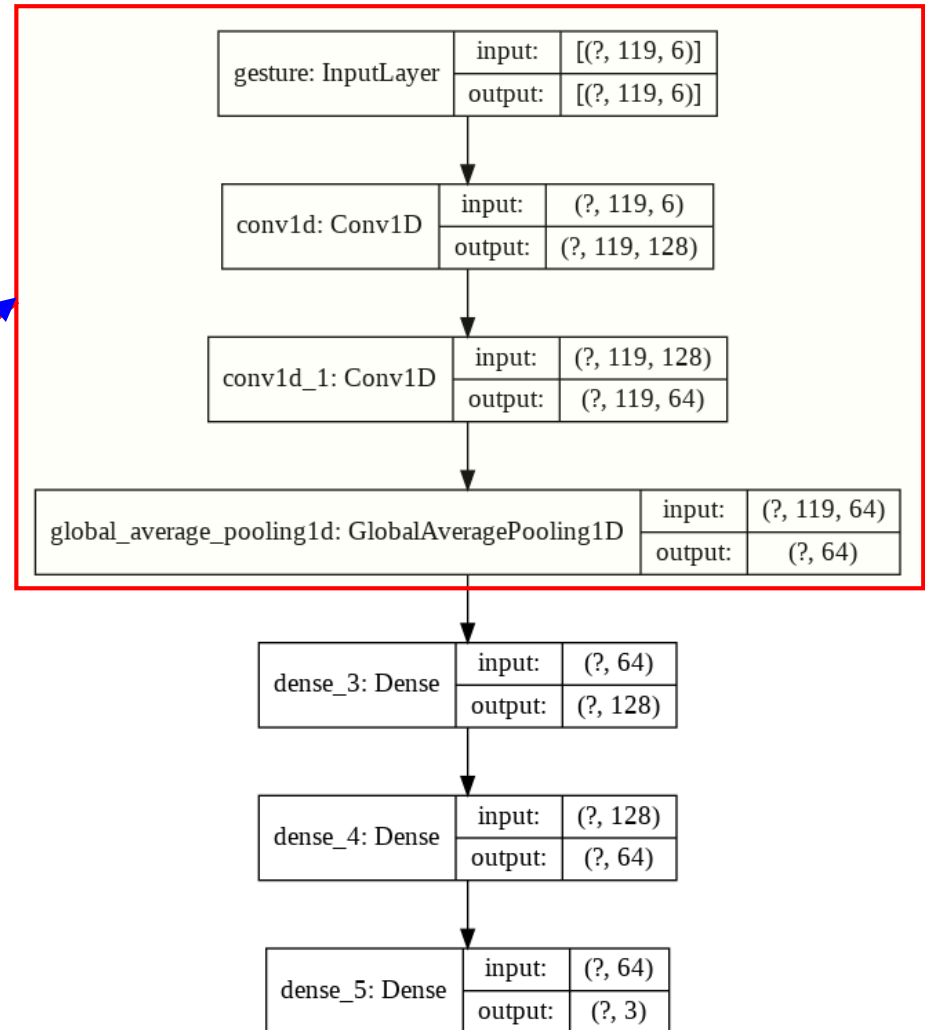 gesture: InputLayer
input: [(?, 119, 6)]
output: [(?, 119, 6)]
conv1d: Conv1D
input: (?, 119, 6)
output: (?, 119, 128)
conv1d_1: Conv1D
input: (?, 119, 128)
output: (?, 119, 64)
global_average_pooling1d: GlobalAveragePooling1D
input: (?, 119, 64)
output: (?, 64)
dense_3: Dense
input: (?, 64)
output: (?, 128)
dense_4: Dense
input: (?, 128)
output: (?, 64)
dense_5: Dense
input: (?, 64)
output: (?, 3)